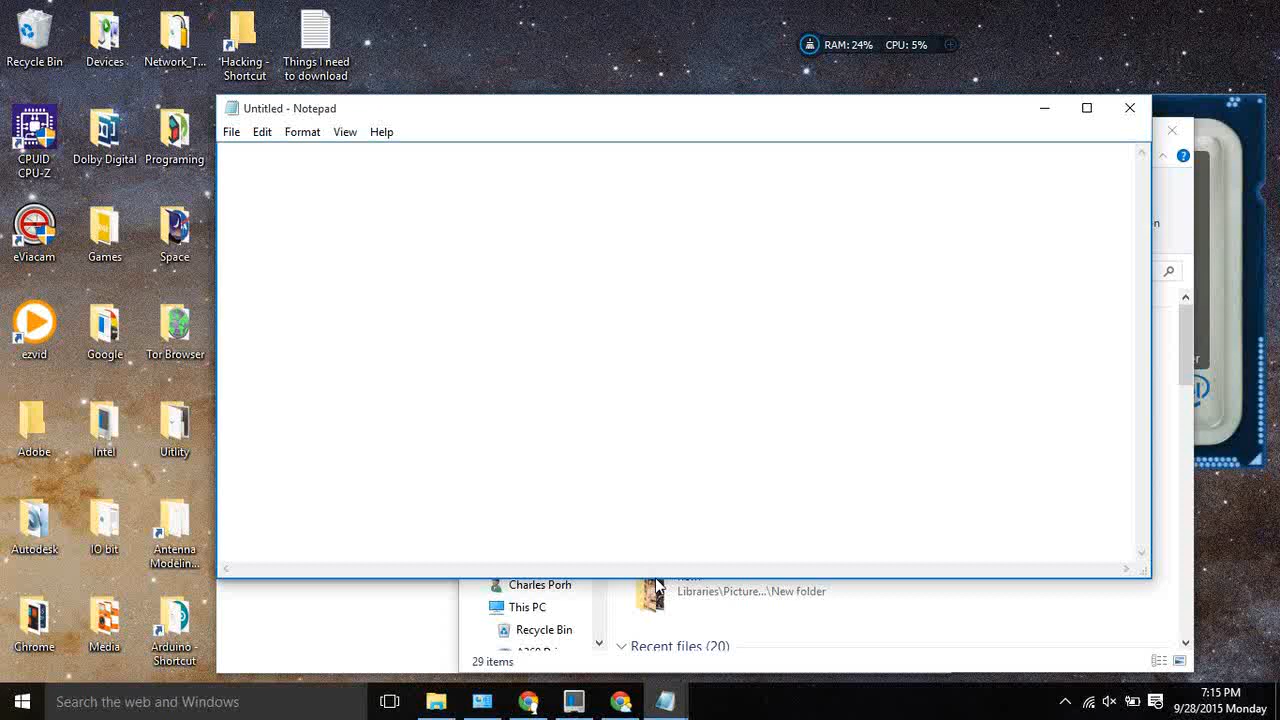 Recycle Bin
Devices
Network_T...
Hacking -
Shortcut
Things I need
to download
RAM: 24%
CPU: 5%
Untitled - Notepad
File
Edit
Format
View
Help
CPUID
CPU-Z
Dolby Digital
Programing
eViacam
Games
Space
ezvid
Google
Tor Browser
Adobe
Intel
Uitlity
Autodesk
IO bit
Antenna
Modelin...
Chrome
Media
Arduino -
Shortcut
Charles Porh
This PC
Recycle Bin
Libraries\Picture...\New folder
Recent files (20)
29 items
Search the web and Windows
7:15 PM
9/28/2015 Monday